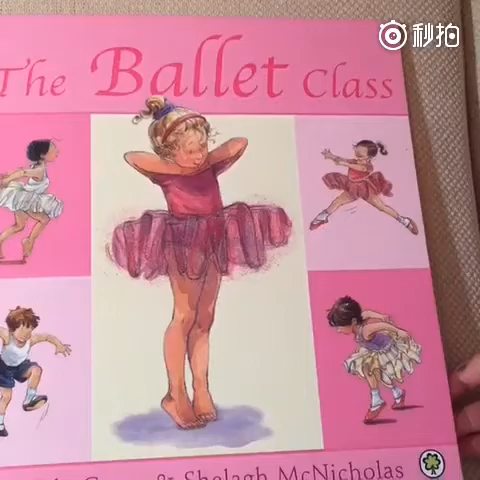 秒拍
The Ballet Class
& Shelagh McNicholas